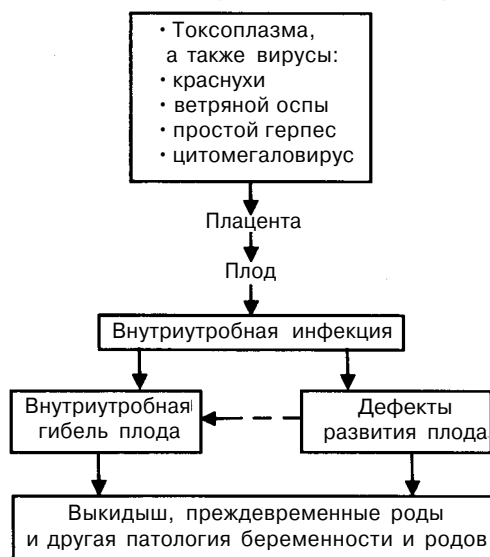 · Токсоплазма,
а также вирусы:
· краснухи
· ветряной оспы
· простой герпес
· цитомегаловирус
Плацента
Плод
Внутриутробная инфекция
Внутриутробная
гибель плода
Дефекты
развития плода
Выкидыш, преждевременные роды
и другая патология беременности и родов